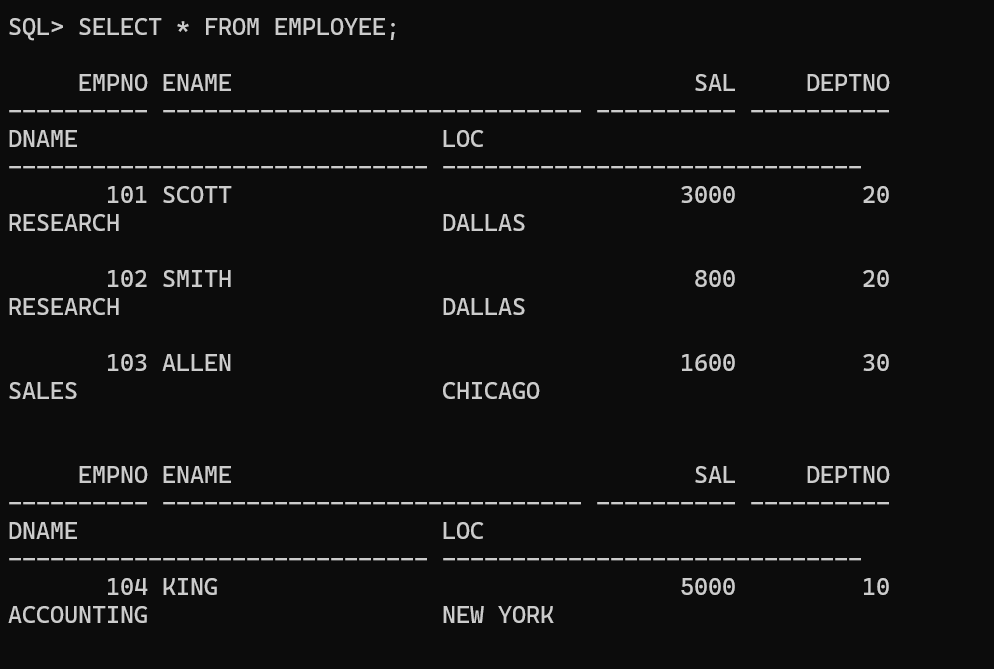 SQL> SELECT * FROM EMPLOYEE;
     EMPNO ENAME                                 SAL     DEPTNO
---------- ------------------------------ ---------- ----------
DNAME                          LOC
------------------------------ ------------------------------
       101 SCOTT                                3000         20
RESEARCH                       DALLAS
       102 SMITH                                 800         20
RESEARCH                       DALLAS
       103 ALLEN                                1600         30
SALES                          CHICAGO
     EMPNO ENAME                                 SAL     DEPTNO
---------- ------------------------------ ---------- ----------
DNAME                          LOC
------------------------------ ------------------------------
       104 KING                                 5000         10
ACCOUNTING                     NEW YORK